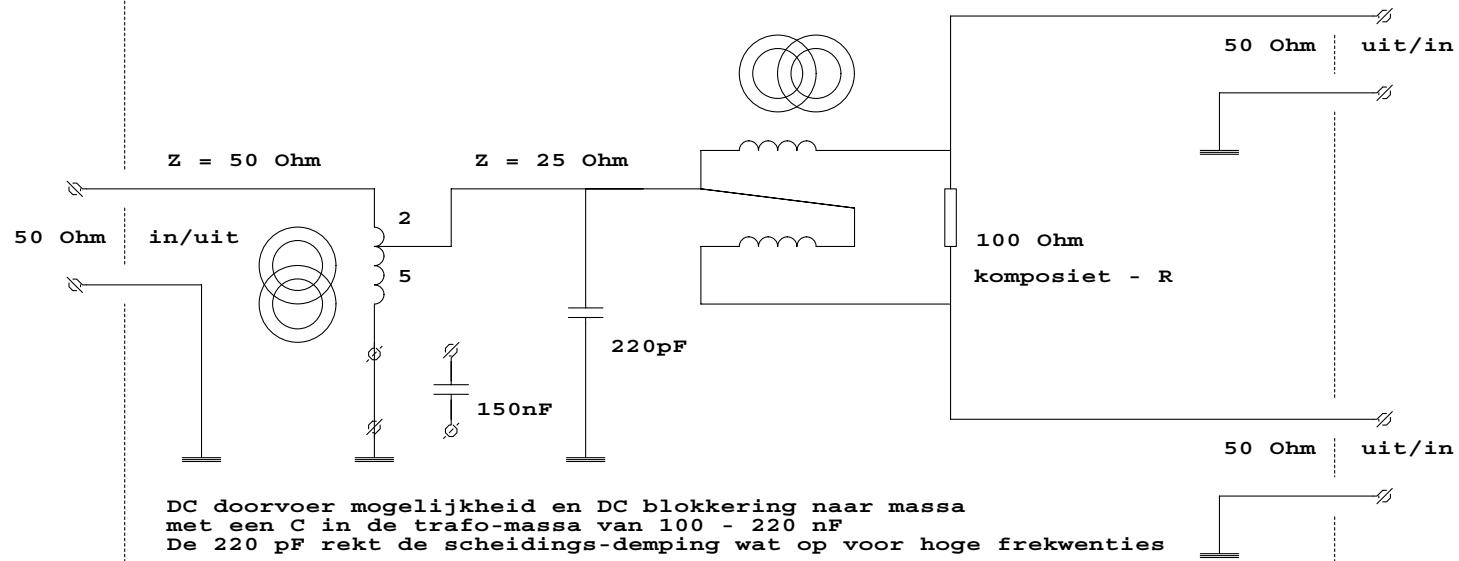 50 Ohm uit/in
Z = 50 Ohm
Z = 25 Ohm
2
50 Ohm in/uit
100 Ohm
5
komposiet - R
220pF
150nF
50 Ohm uit/in
DC doorvoer mogelijkheid en DC blokkering naar massa
met een C in de trafo-massa van 100 - 220 nF
De 220 pF rekt de scheidings-demping wat op voor hoge frekwenties